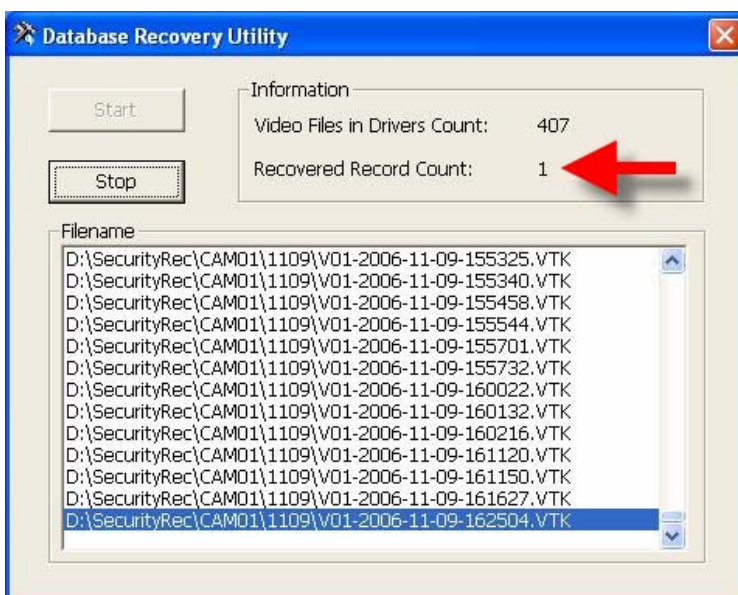 Database Recovery Utility
Start
Stop
Information
Video Files in Drivers Count: 407
Recovered Record Count: 1
Filename
D:\SecurityRec\CAM01\1109\V01-2006-11-09-155325.VTK
D:\SecurityRec\CAM01\1109\V01-2006-11-09-155340.VTK
D:\SecurityRec\CAM01\1109\V01-2006-11-09-155458.VTK
D:\SecurityRec\CAM01\1109\V01-2006-11-09-155544.VTK
D:\SecurityRec\CAM01\1109\V01-2006-11-09-155701.VTK
D:\SecurityRec\CAM01\1109\V01-2006-11-09-155732.VTK
D:\SecurityRec\CAM01\1109\V01-2006-11-09-160022.VTK
D:\SecurityRec\CAM01\1109\V01-2006-11-09-160132.VTK
D:\SecurityRec\CAM01\1109\V01-2006-11-09-160216.VTK
D:\SecurityRec\CAM01\1109\V01-2006-11-09-161120.VTK
D:\SecurityRec\CAM01\1109\V01-2006-11-09-161150.VTK
D:\SecurityRec\CAM01\1109\V01-2006-11-09-161627.VTK
D:\SecurityRec\CAM01\1109\V01-2006-11-09-162504.VTK